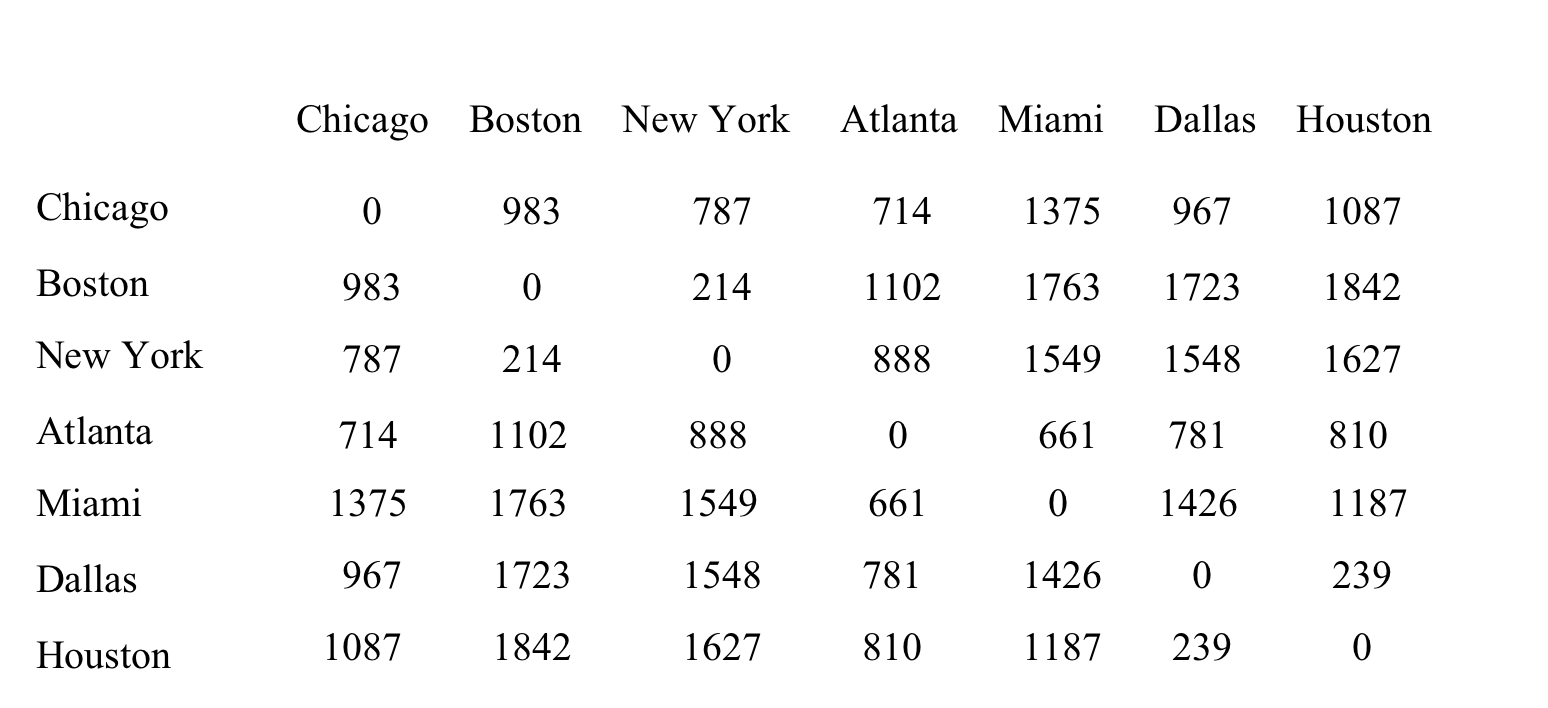 Chicago Boston New York Atlanta Miami Dallas Houston
Chicago 0 983 787 714 1375 967 1087
Boston 983 0 214 1102 1763 1723 1842
New York 787 214 0 888 1549 1548 1627
Atlanta 714 1102 888 0 661 781 810
Miami 1375 1763 1549 661 0 1426 1187
Dallas 967 1723 1548 781 1426 0 239
Houston 1087 1842 1627 810 1187 239 0